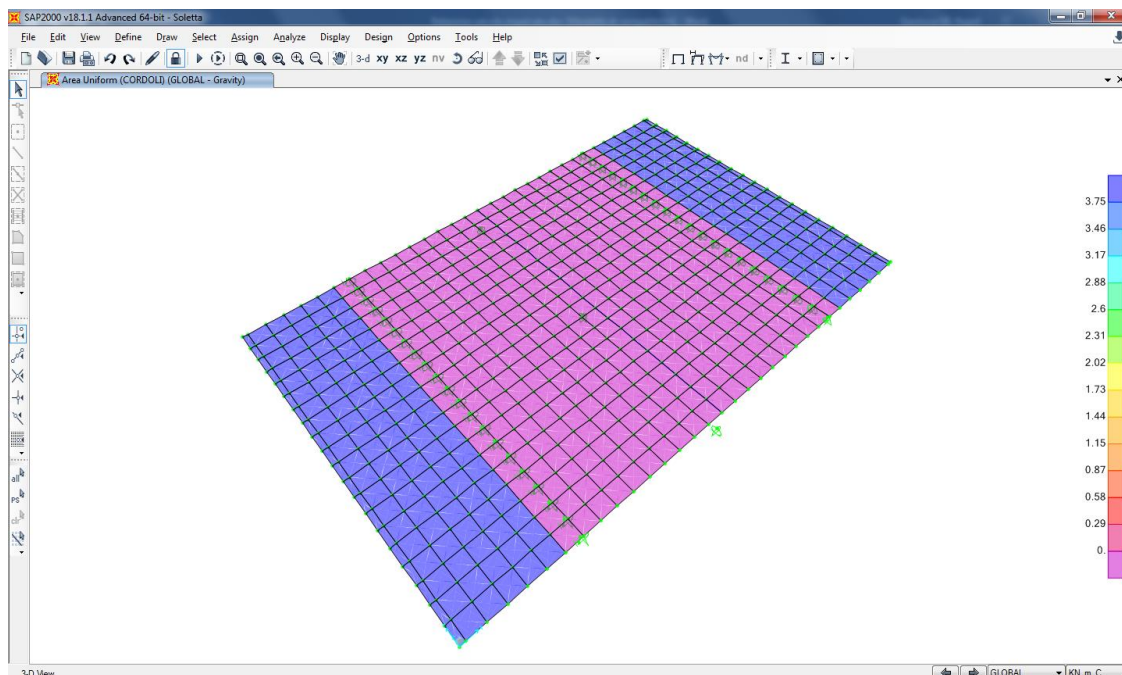 SAP2000 v18.1.1 Advanced 64-bit - Soletta
File Edit View Define Draw Select Assign Analyze Display Design Options Tools Help
3-d xy xz yz nv nd
Area Uniform (CORDOLI) (GLOBAL - Gravity)
3.75
3.46
3.17
2.88
2.6
2.31
2.02
1.73
1.44
1.15
0.87
0.58
0.29
0.
all
PS
clr
3-D View GLOBAL KN, m, C